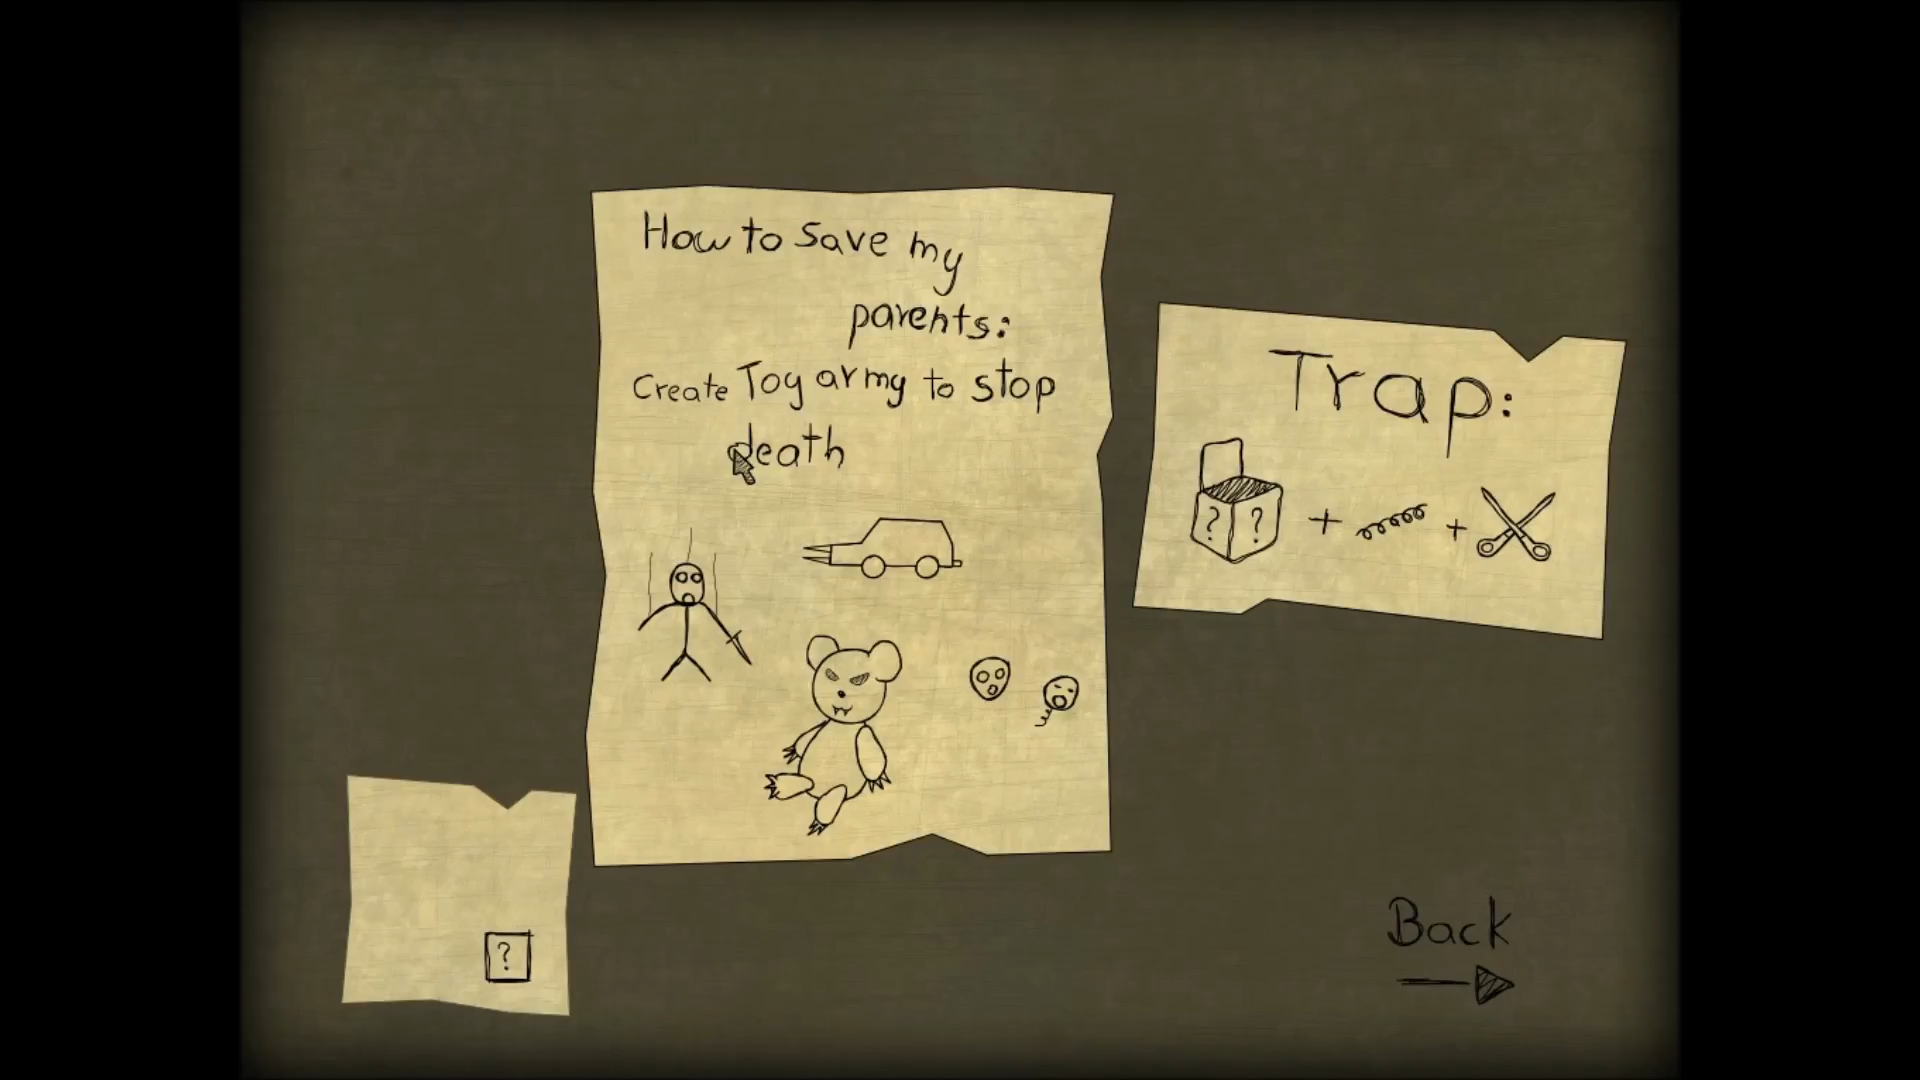 How to save my
parents:
Create Toy army to stop
death
Trap:
? ? + +
?
Back